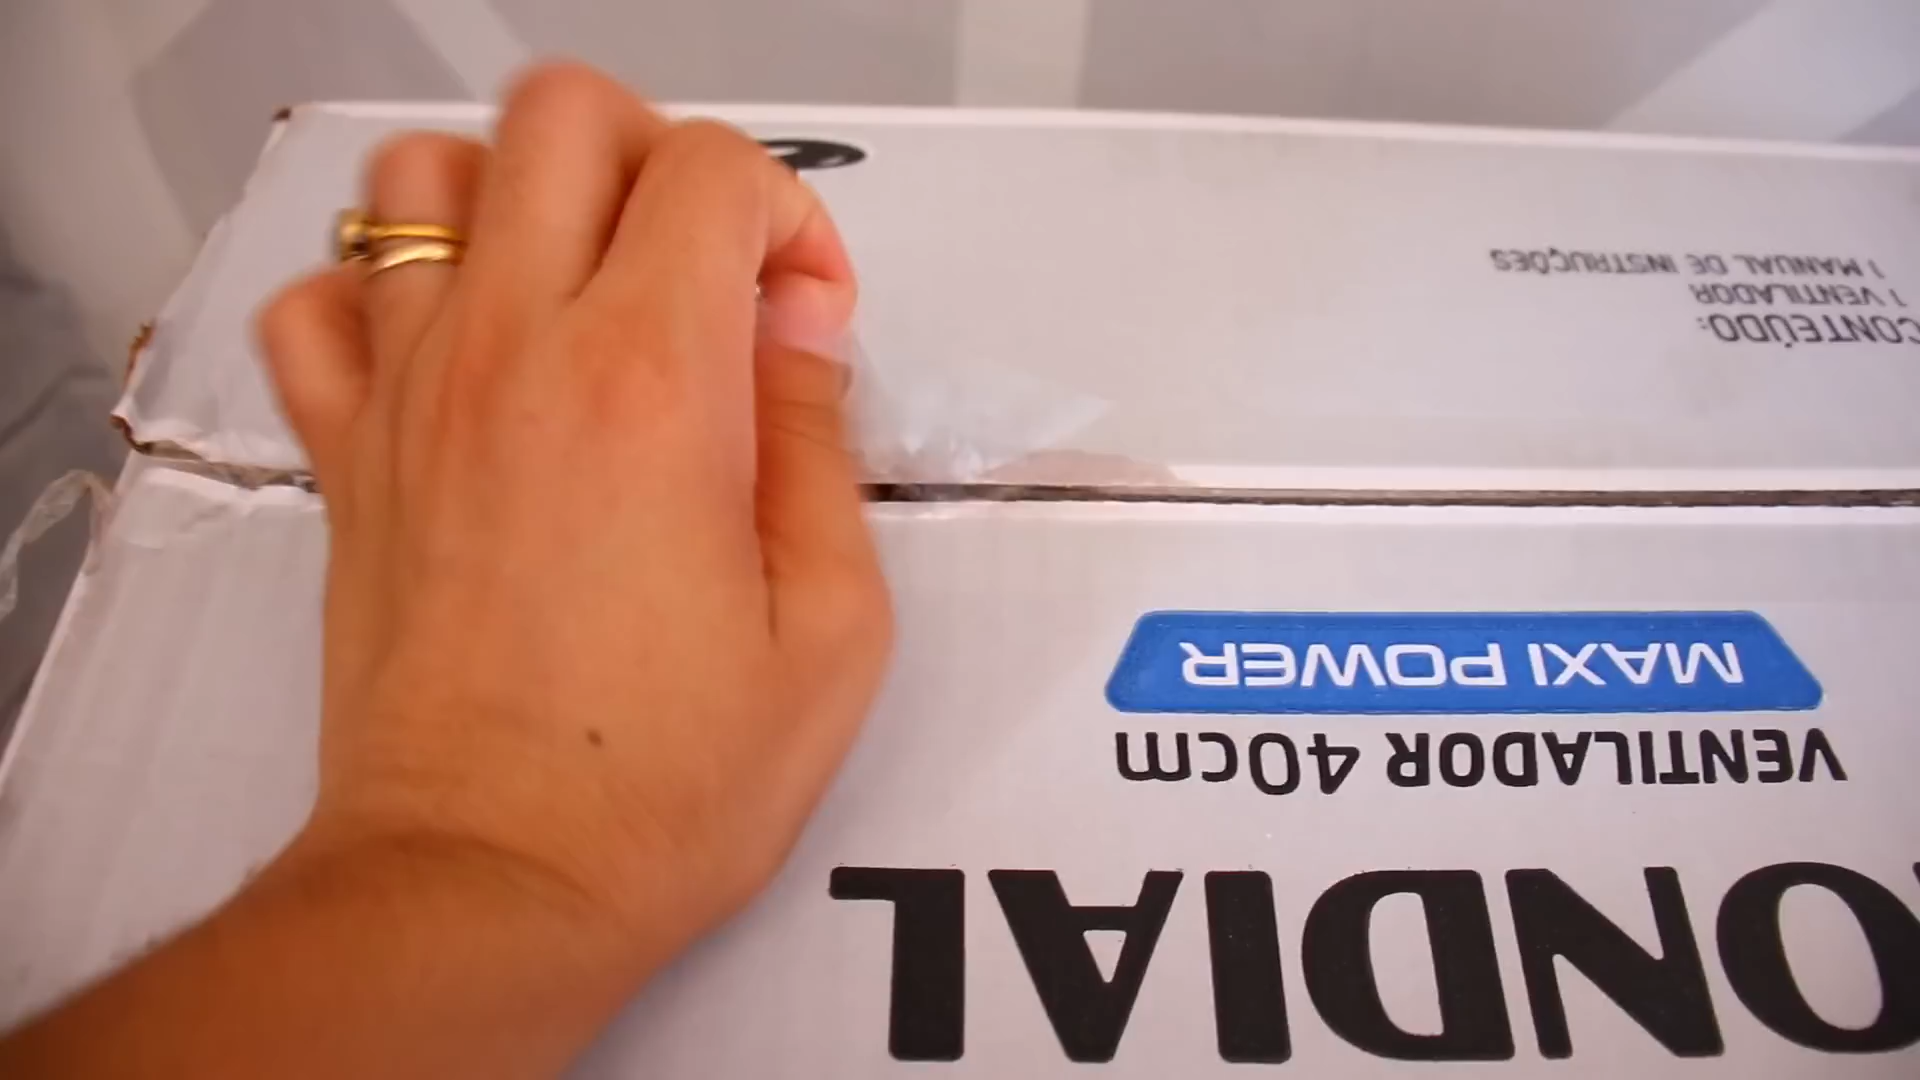 ONDIAL
VENTILADOR 40cm
MAXI POWER
CONTEÚDO:
1 VENTILADOR
1 MANUAL DE INSTRUÇÕES